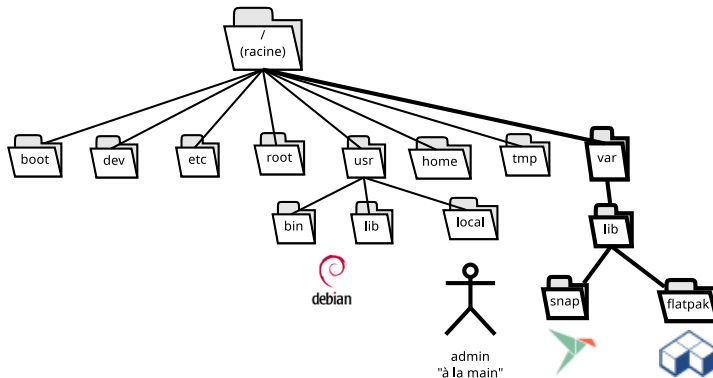 /
(racine)
boot
dev
etc
root
usr
home
tmp
var
bin
lib
local
lib
debian
snap
flatpak
admin
"à la main"